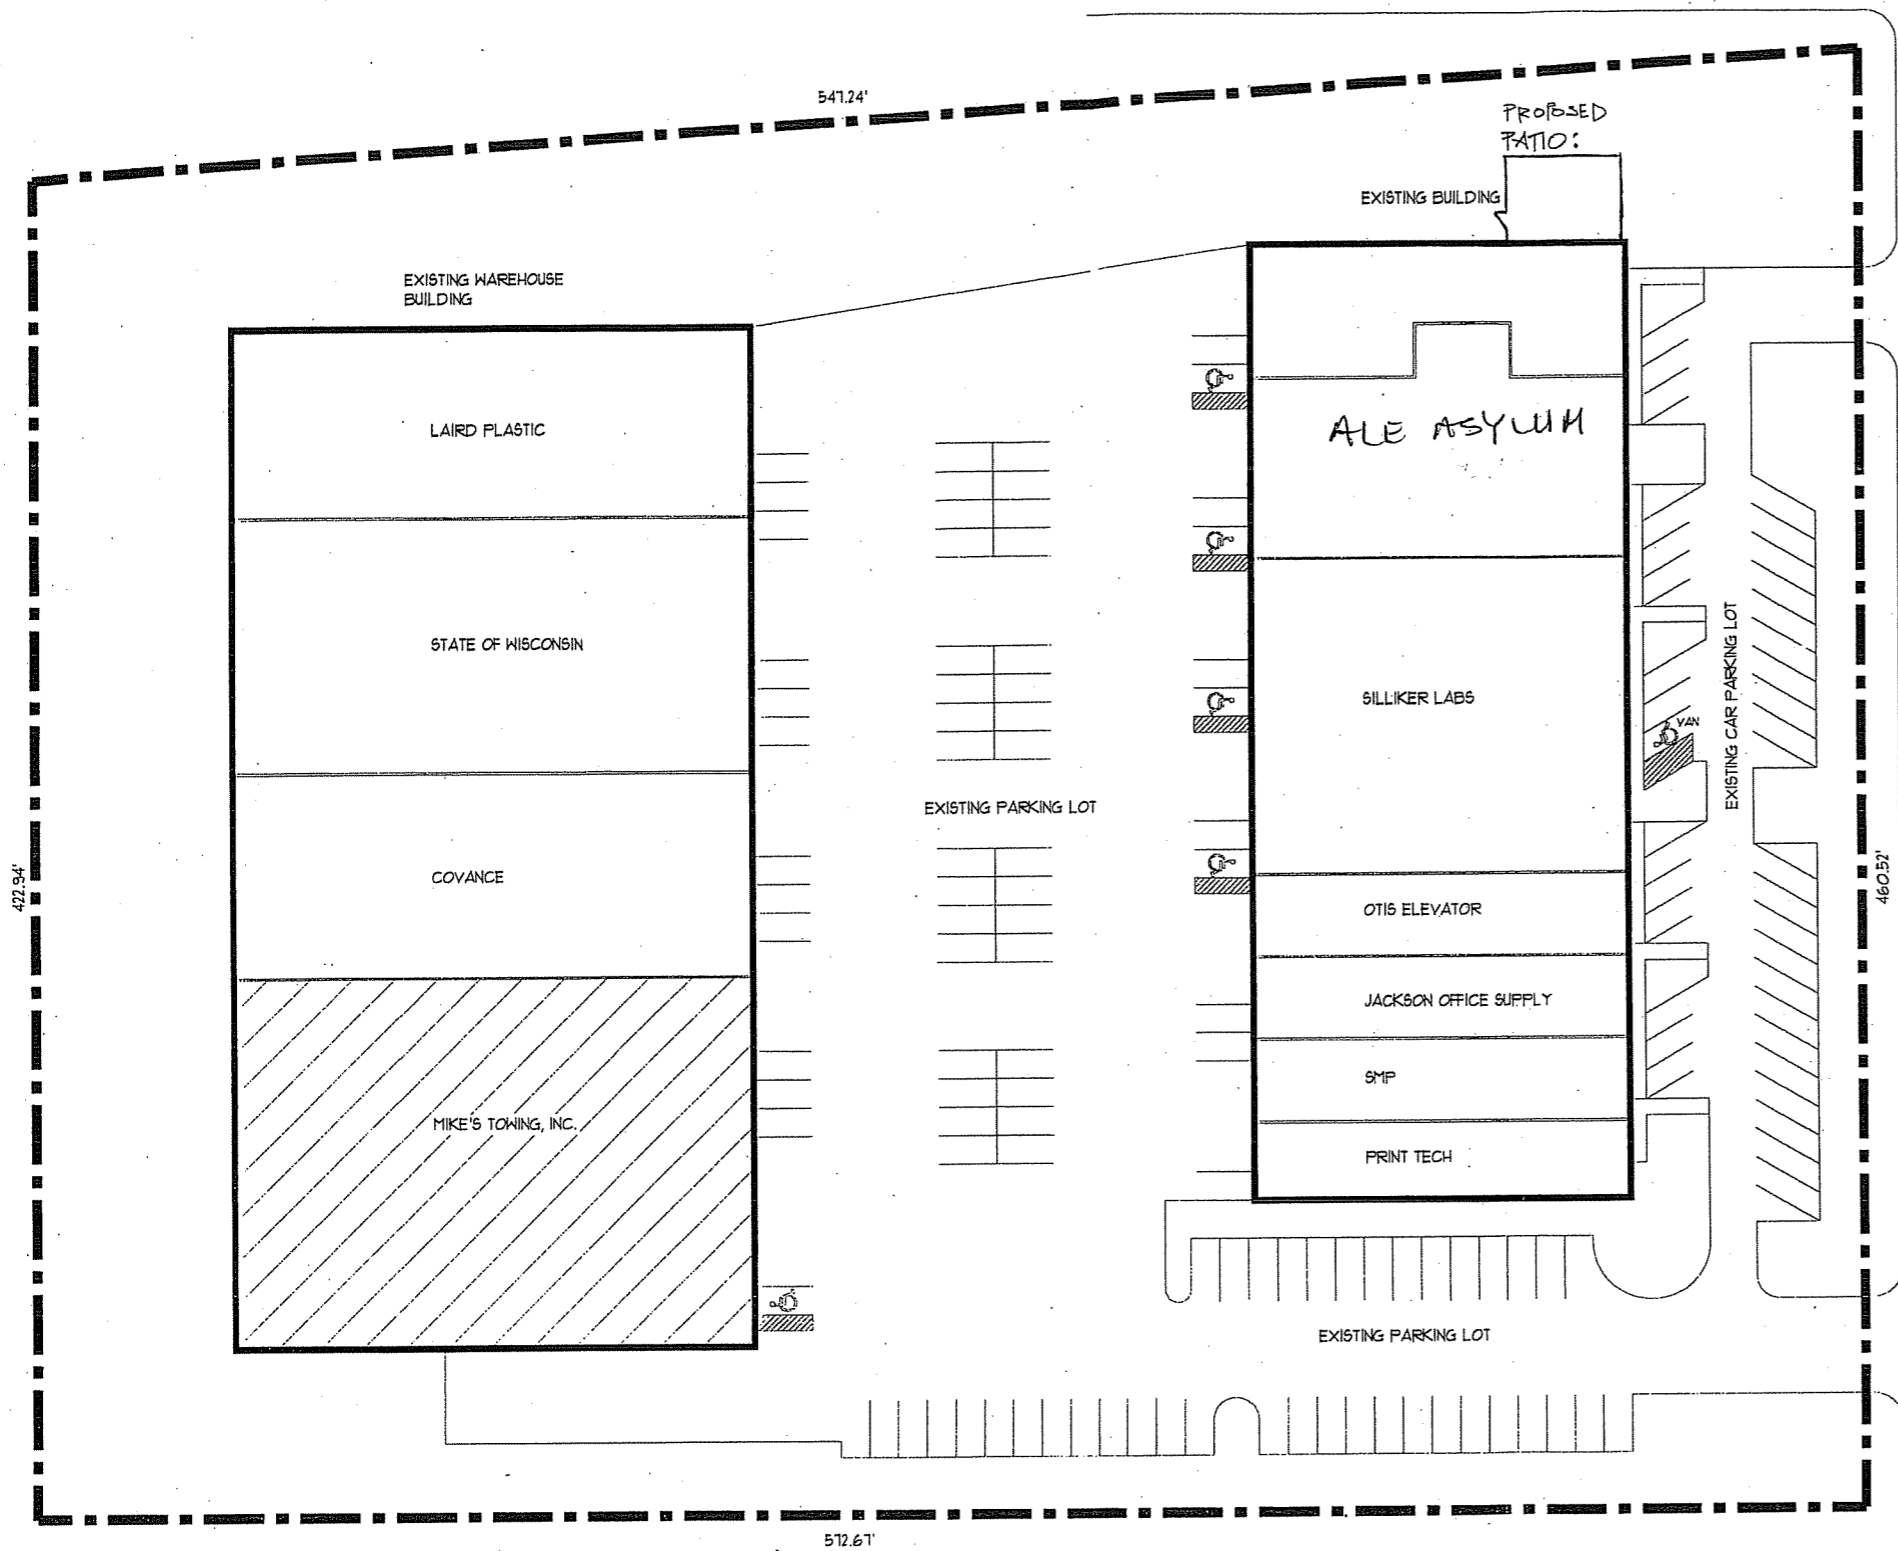 547.24'
PROPOSED
PATIO:
EXISTING BUILDING
EXISTING WAREHOUSE
BUILDING
LAIRD PLASTIC
ALE ASYLUM
STATE OF WISCONSIN
SILLIKER LABS
VAN
EXISTING CAR PARKING LOT
EXISTING PARKING LOT
COVANCE
422.94'
460.52'
OTIS ELEVATOR
JACKSON OFFICE SUPPLY
SMP
MIKE'S TOWING, INC.
PRINT TECH
EXISTING PARKING LOT
572.67'